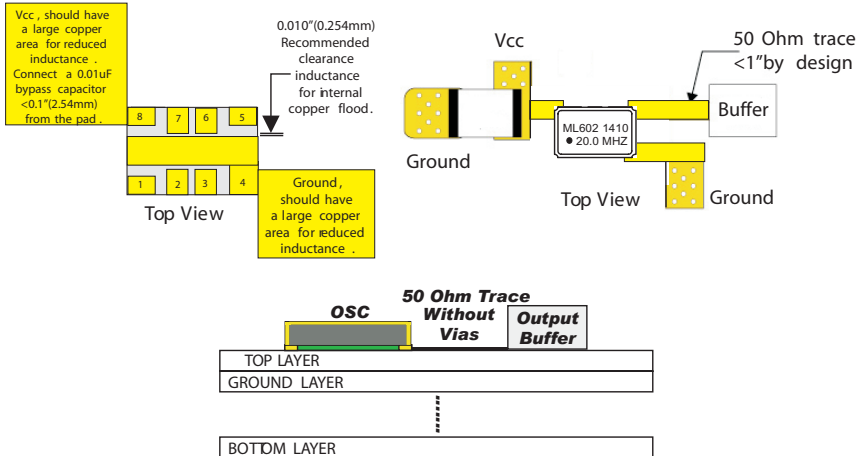 Vcc, should have
a large copper
area for reduced
inductance .
Connect a 0.01uF
bypass capacitor
<0.1"(2.54mm)
from the pad .
8 7 6 5
1 2 3 4
Top View
0.010"(0.254mm)
Recommended
clearance
inductance
for internal
copper flood.
Ground,
should have
a large copper
area for reduced
inductance .
Vcc
Ground
ML602 1410
20.0 MHZ
50 Ohm trace
<1"by design
Buffer
Top View
Ground
OSC
50 Ohm Trace
Without
Vias
Output
Buffer
TOP LAYER
GROUND LAYER
BOTTOM LAYER